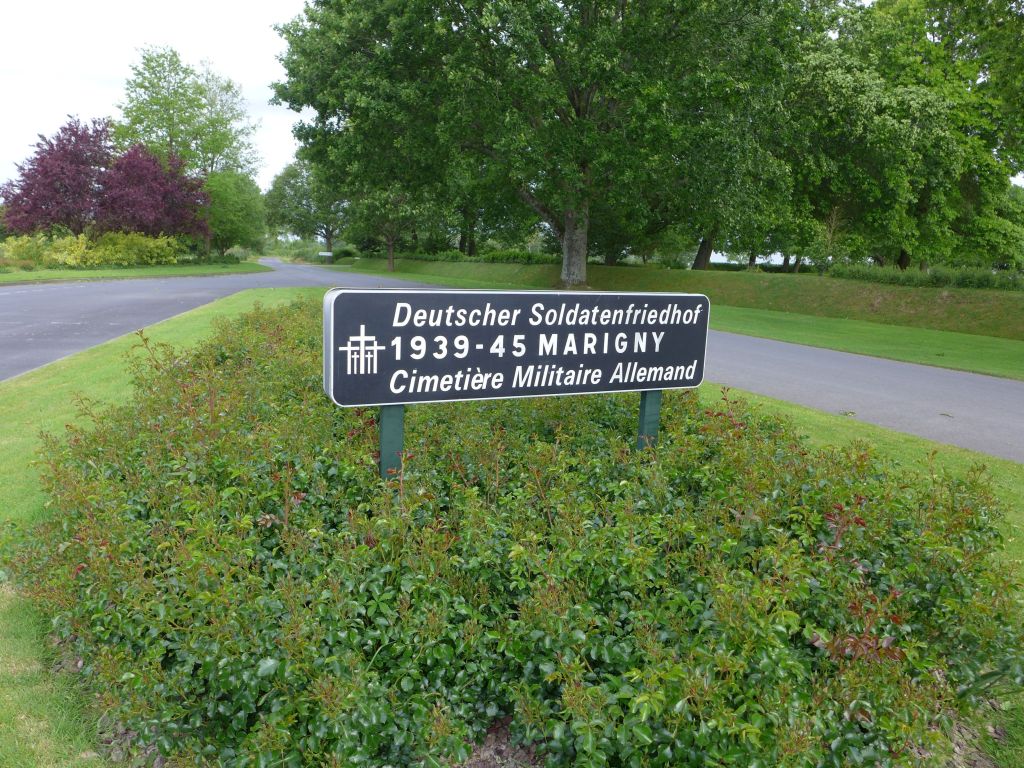 Deutscher Soldatenfriedhof
1939-45 MARIGNY
Cimetière Militaire Allemand